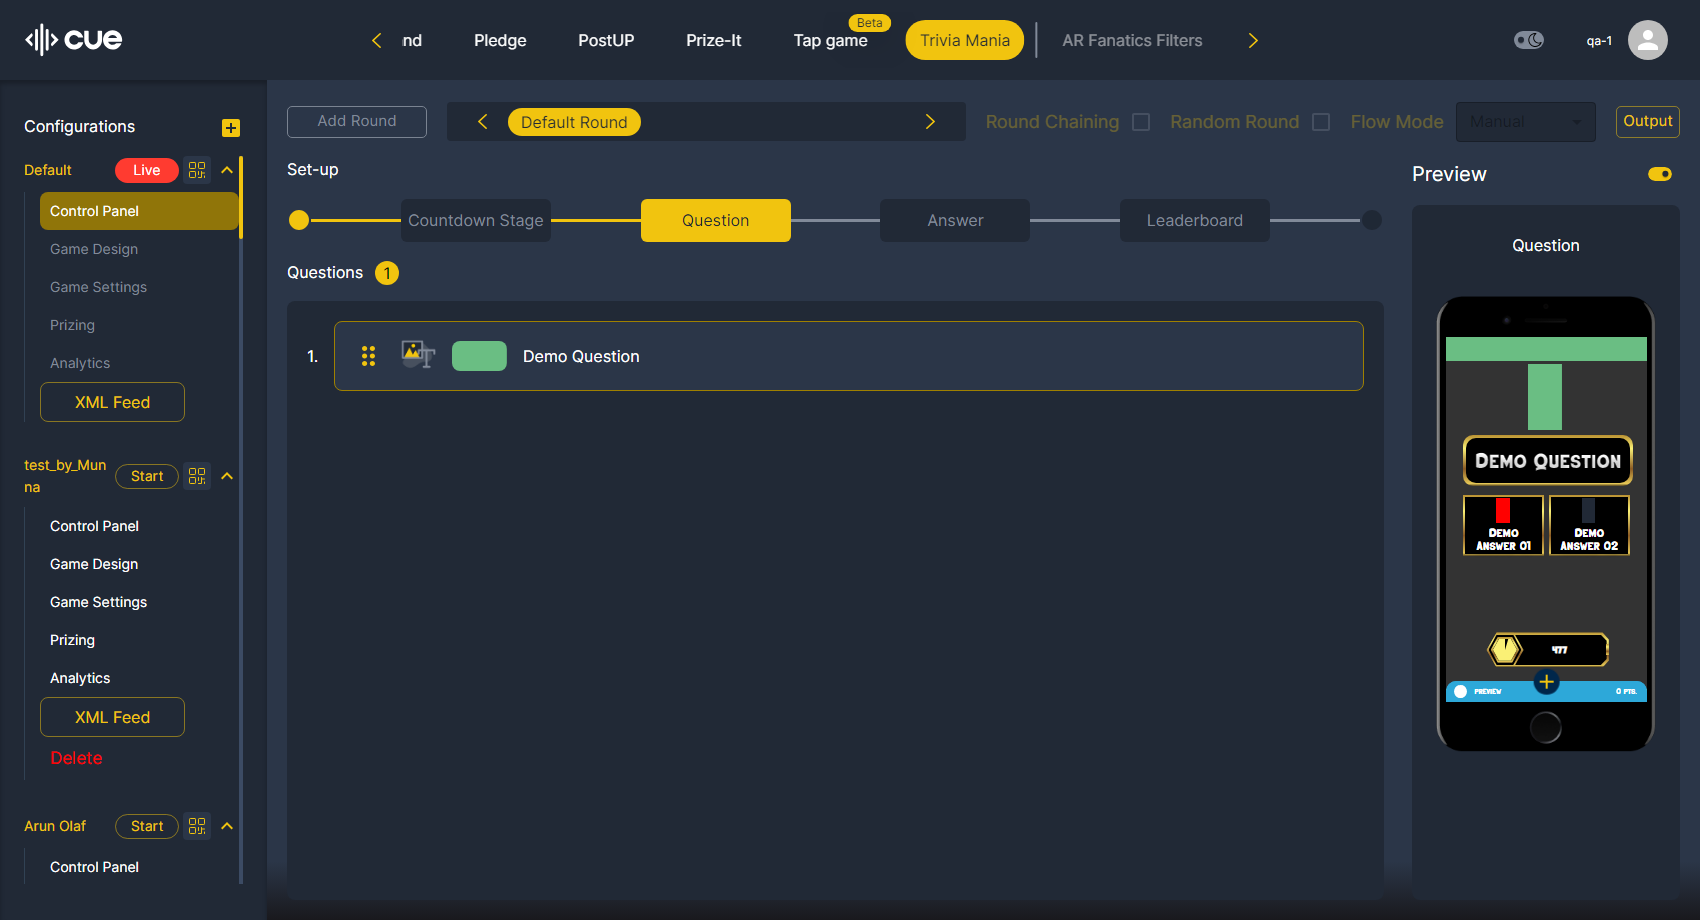 cue
nd
Pledge
PostUP
Prize-It
Tap game
Beta
Trivia Mania
AR Fanatics Filters
qa-1
Configurations
Default
Live
Control Panel
Game Design
Game Settings
Prizing
Analytics
XML Feed
test_by_Mun
na
Start
Control Panel
Game Design
Game Settings
Prizing
Analytics
XML Feed
Delete
Arun Olaf
Start
Control Panel
Add Round
Default Round
Round Chaining
Random Round
Flow Mode
Manual
Output
Set-up
Countdown Stage
Question
Answer
Leaderboard
Questions
1
1.
Demo Question
Preview
Question
Demo Question
Demo
Answer 01
Demo
Answer 02
477
PREVIEW
0 PTS.